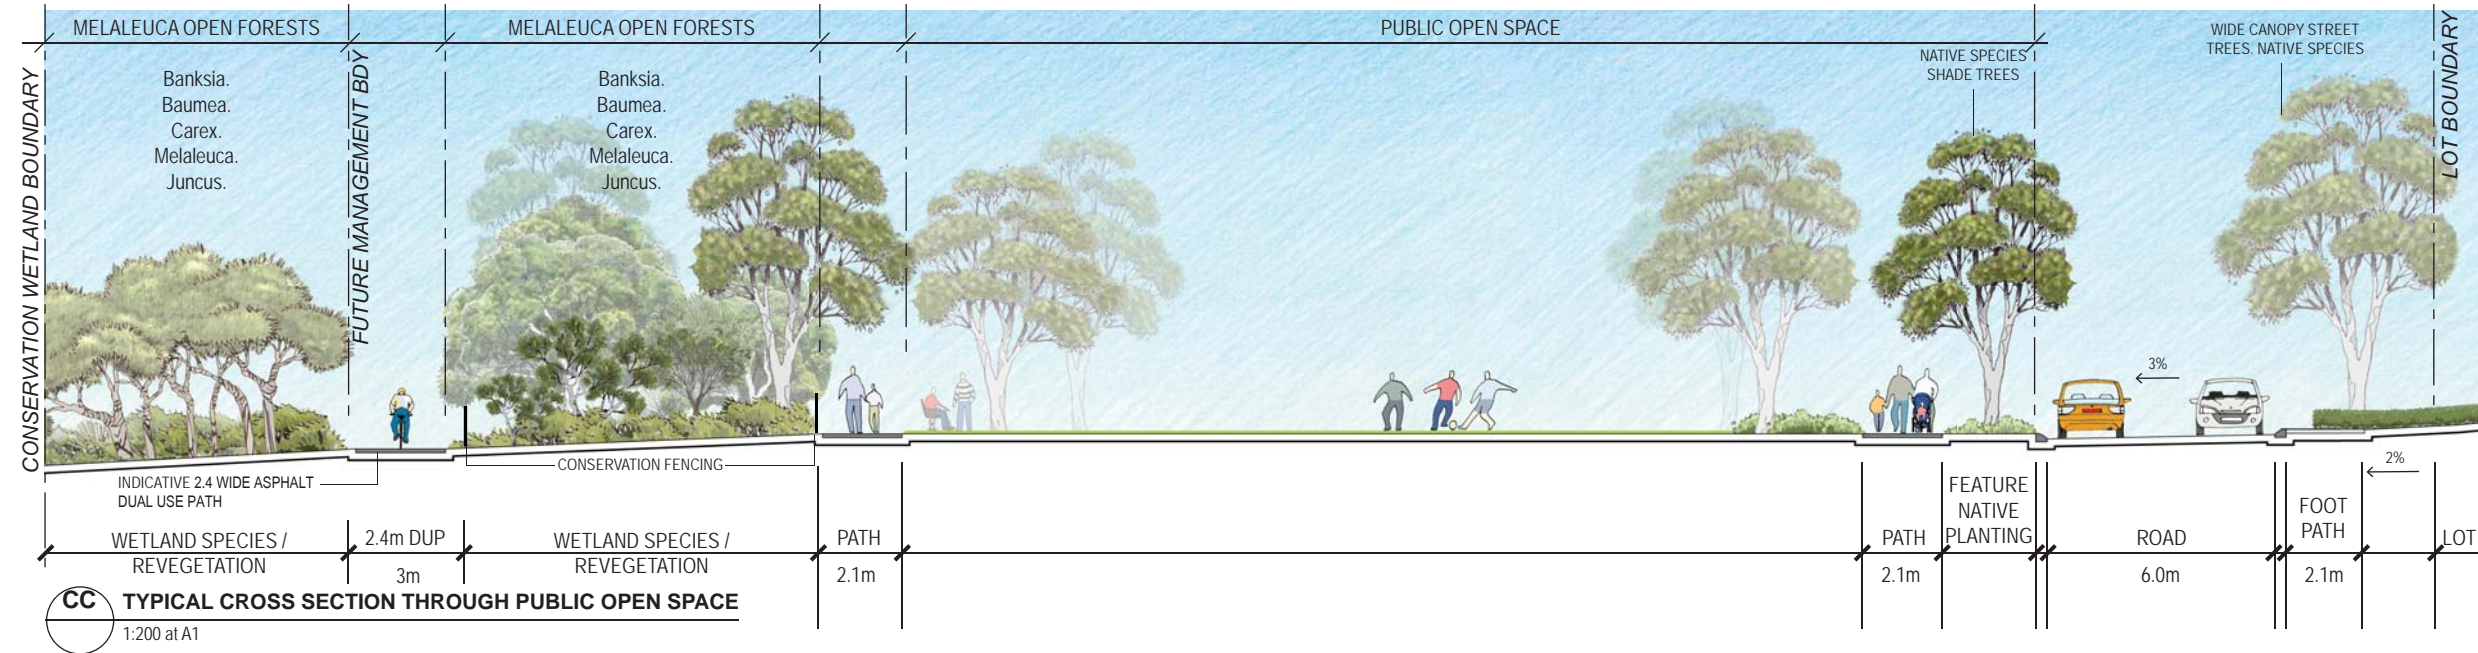 MELALEUCA OPEN FORESTS
MELALEUCA OPEN FORESTS
PUBLIC OPEN SPACE
WIDE CANOPY STREET
TREES. NATIVE SPECIES
NATIVE SPECIES
SHADE TREES
CONSERVATION WETLAND BOUNDARY
Banksia.
Baumea.
Carex.
Melaleuca.
Juncus.
FUTURE MANAGEMENT BDY
Banksia.
Baumea.
Carex.
Melaleuca.
Juncus.
LOT BOUNDARY
3%
CONSERVATION FENCING
2%
INDICATIVE 2.4 WIDE ASPHALT
DUAL USE PATH
WETLAND SPECIES /
REVEGETATION
2.4m DUP
3m
WETLAND SPECIES /
REVEGETATION
PATH
2.1m
PATH
2.1m
FEATURE
NATIVE
PLANTING
ROAD
6.0m
FOOT
PATH
2.1m
LOT
CC
TYPICAL CROSS SECTION THROUGH PUBLIC OPEN SPACE
1:200 at A1